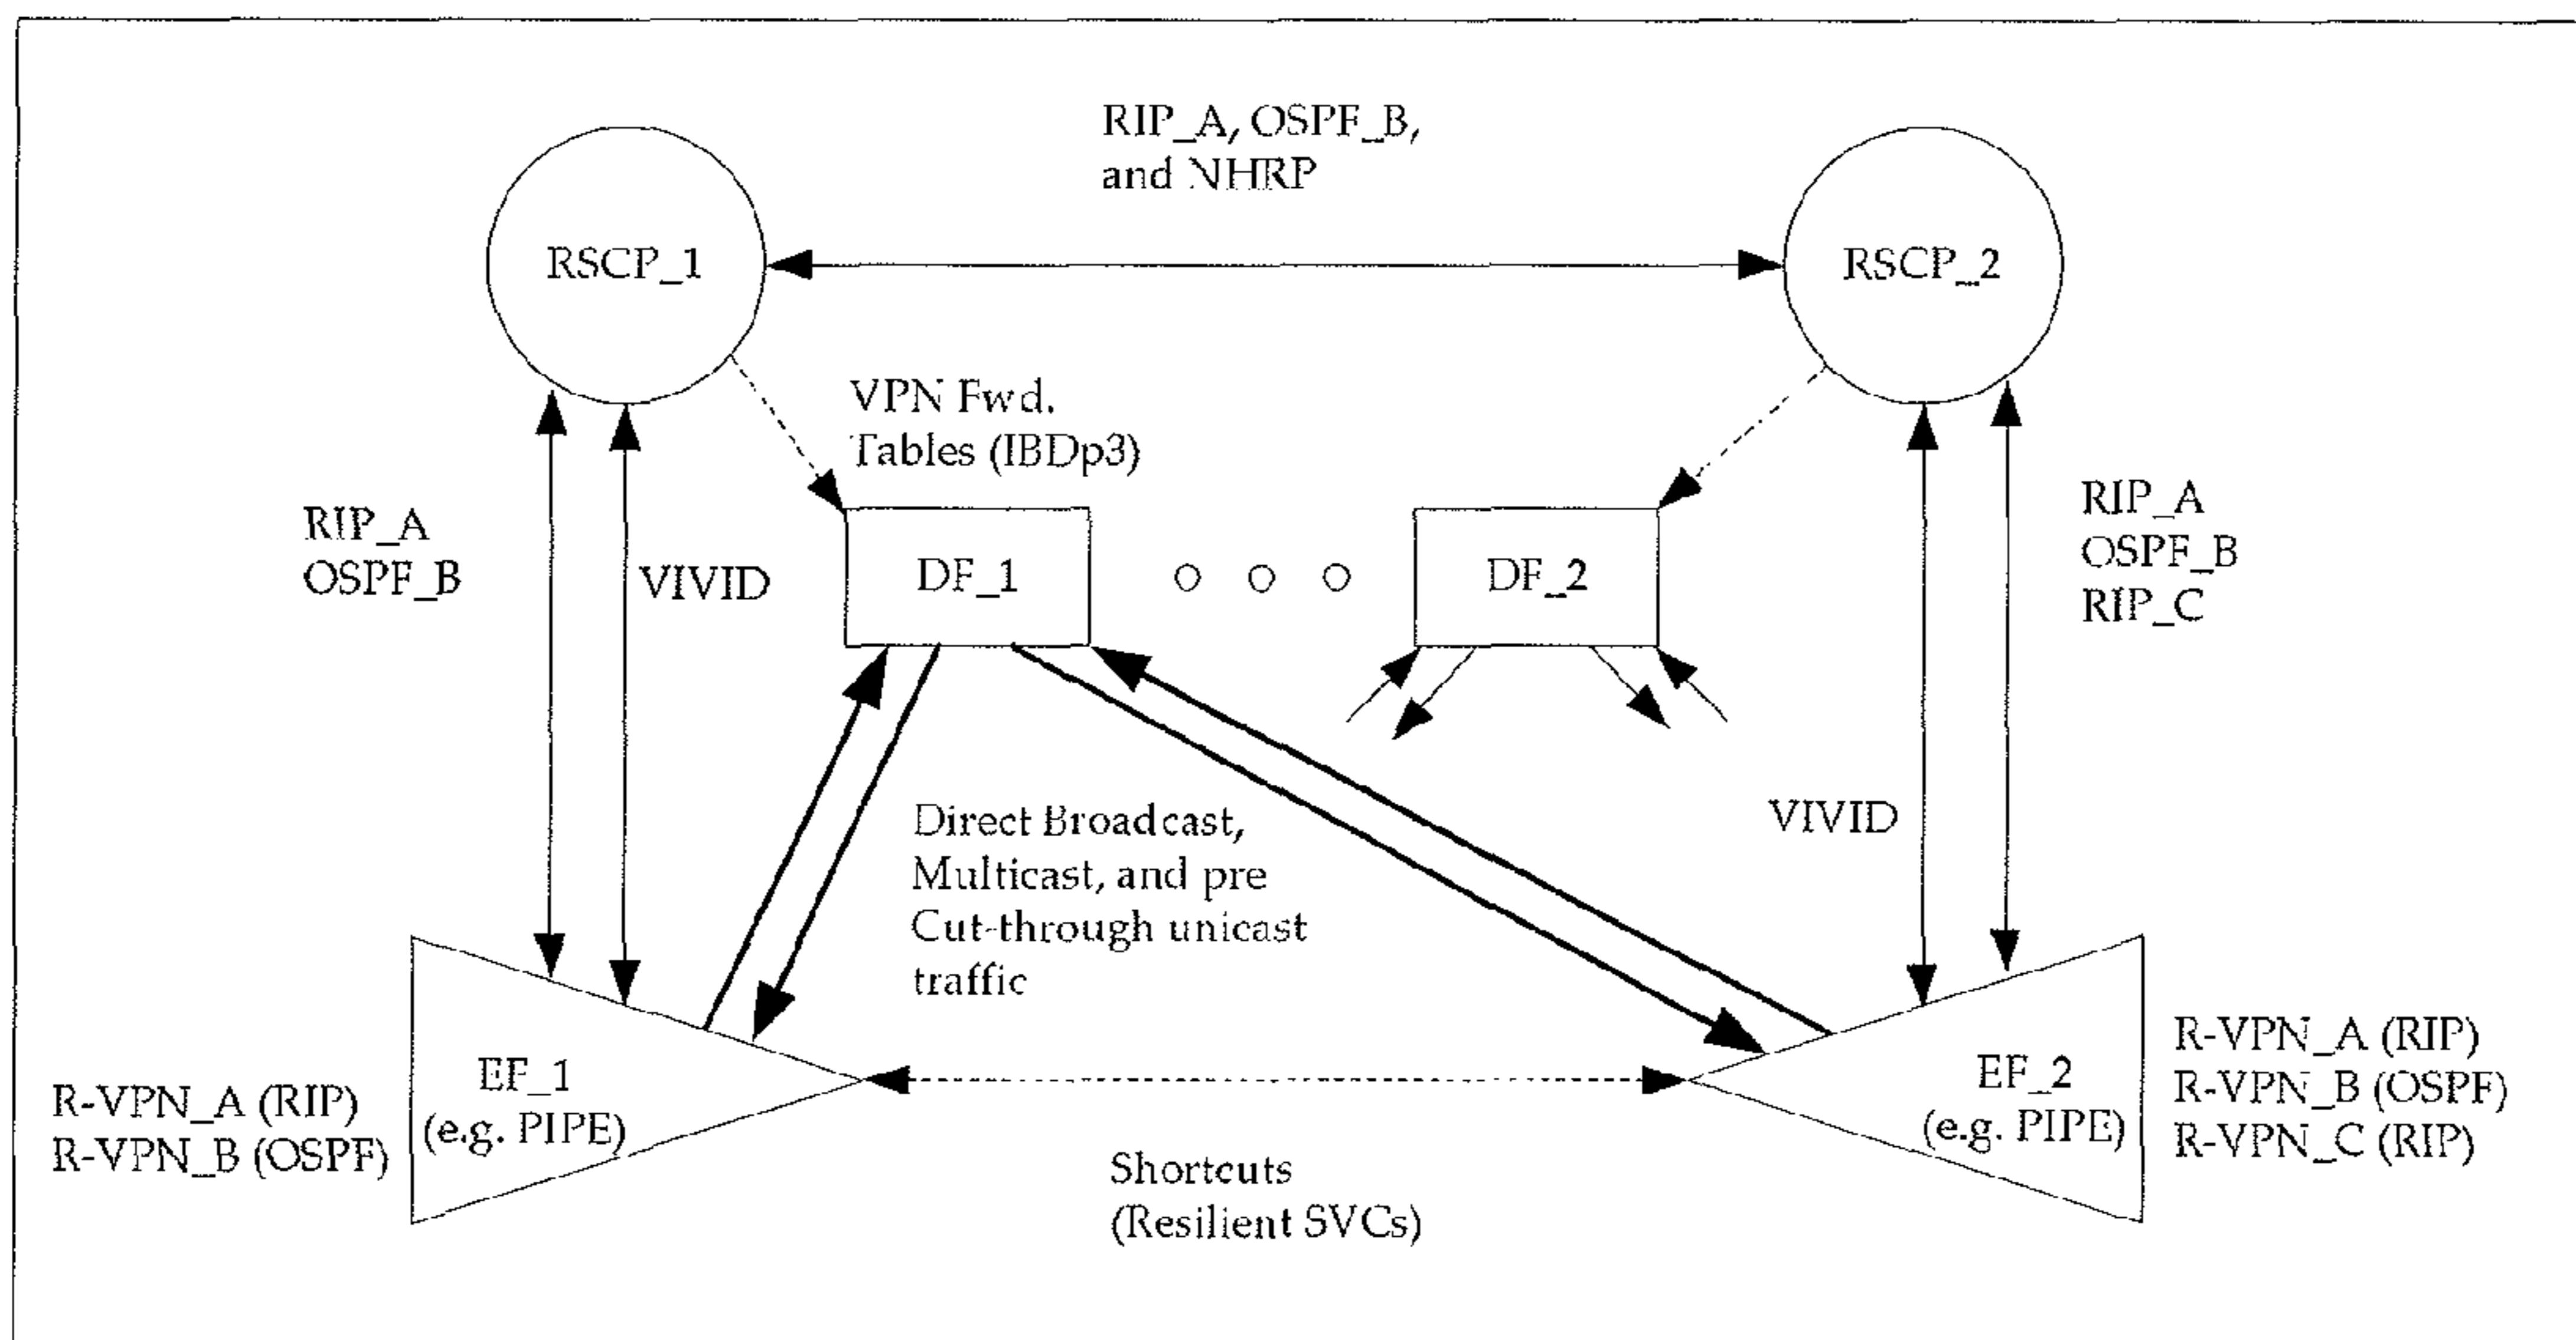 RIP_A, OSPF_B,
and NHRP
RSCP_1
RSCP_2
VPN Fwd.
Tables (IBDp3)
RIP_A
OSPF_B
VIVID
DF_1
DF_2
RIP_A
OSPF_B
RIP_C
VIVID
Direct Broadcast,
Multicast, and pre
Cut-through unicast
traffic
EF_1
(e.g. PIPE)
R-VPN_A (RIP)
R-VPN_B (OSPF)
EF_2
(e.g. PIPE)
R-VPN_A (RIP)
R-VPN_B (OSPF)
R-VPN_C (RIP)
Shortcuts
(Resilient SVCs)